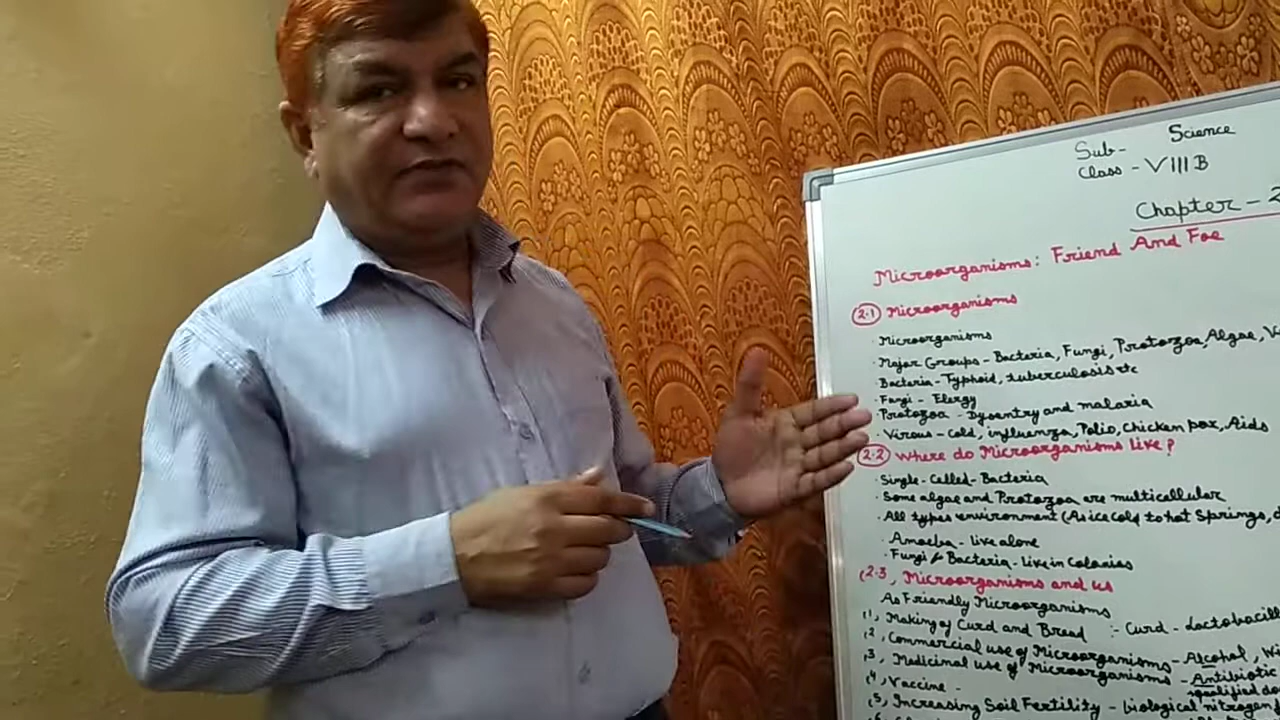 Sub- Science
Class - VIII B
Chapter - 2
Microorganisms: Friend And Foe
2.1 Microorganisms
· Microorganisms
· Major Groups - Bacteria, Fungi, Protozoa, Algae, V
· Bacteria - Typhoid, tuberculosis etc
· Fungi - Elergy
· Protozoa - Dysantry and malaria
· Virous - Cold, influenza, Polio, Chicken pox, Aids
2.2 Where do Microorganisms Live?
· Single - Celled - Bacteria
· Some algae and Protozoa are multicellular
· All types environment (As ice cold to hot Springs, d
· Amoeba - live alone
· Fungi & Bacteria - Live in Colonies
2.3, Microorganisms and us
As Friendly Microorganisms
1, Making of Curd and Bread :- Curd - Lactobacill
2, Commercial use of Microorganisms - Alcohol, Wi
3, Medicinal use of Microorganisms - Antibiotic
4, Vaccine -
5, Increasing Soil Fertility - biological nitrogen